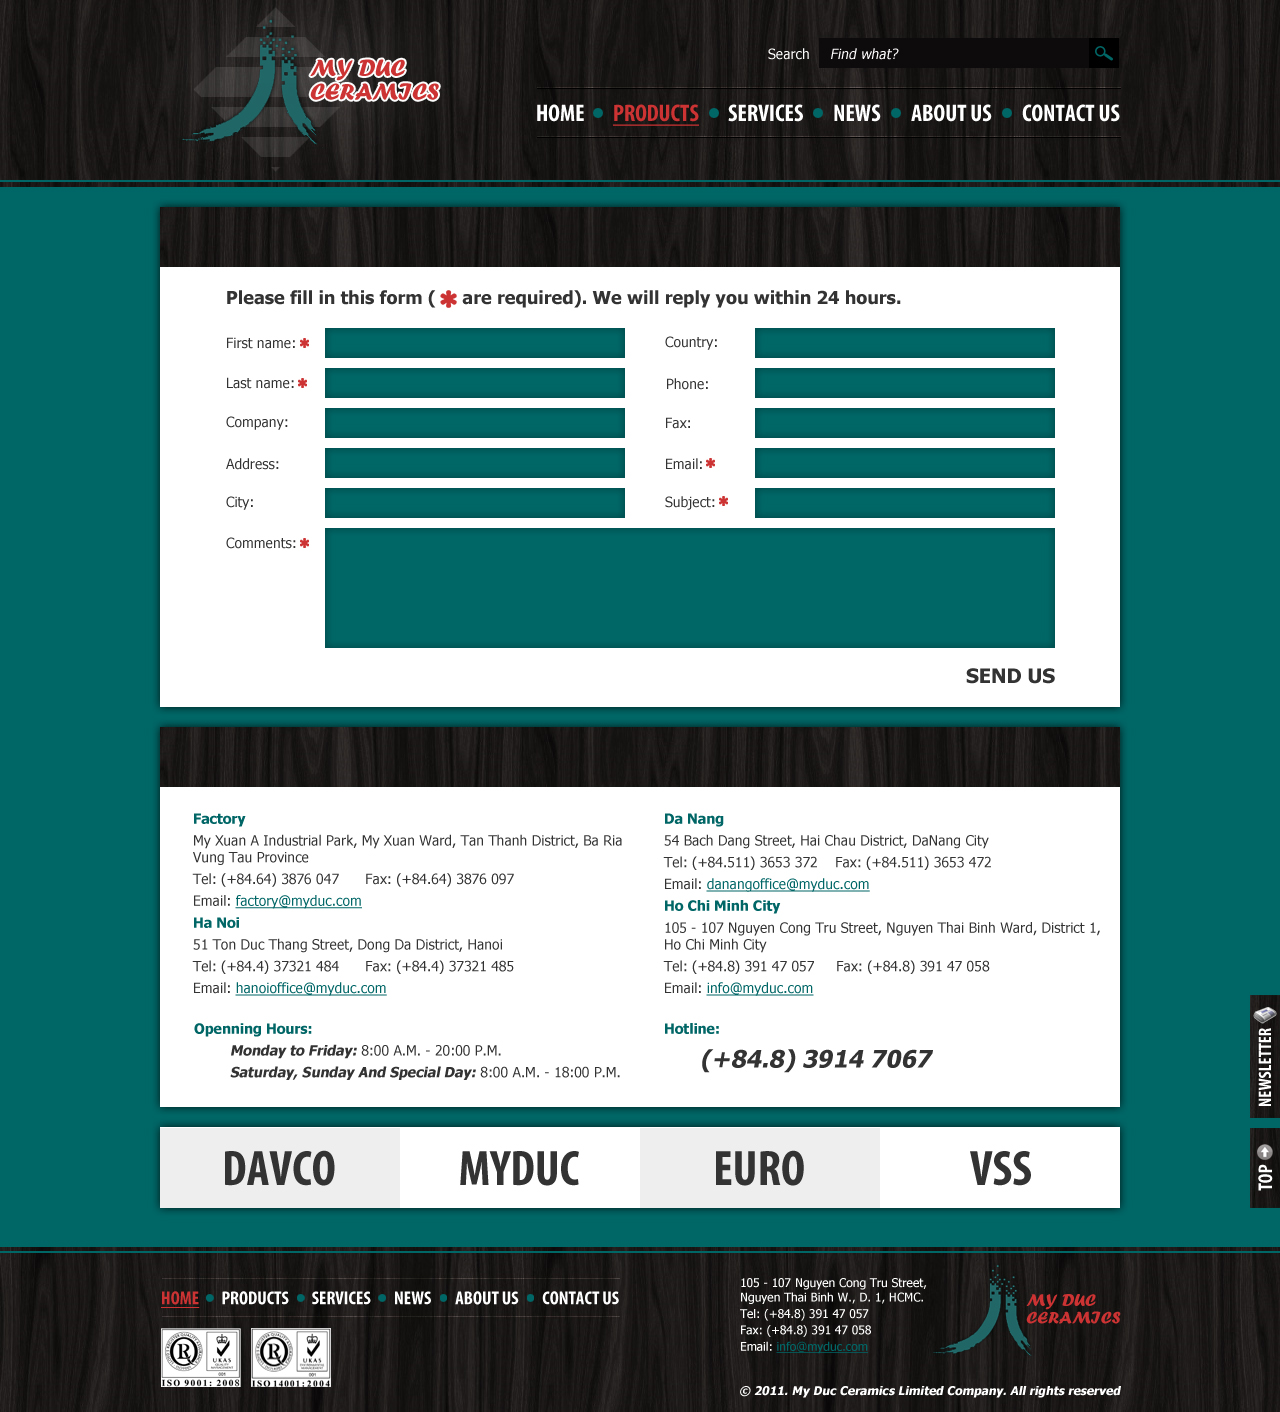 MY DUC
CERAMICS
Search Find what?
HOME PRODUCTS SERVICES NEWS ABOUT US CONTACT US
Please fill in this form ( * are required). We will reply you within 24 hours.
First name: *
Country:
Last name: *
Phone:
Company:
Fax:
Address:
Email: *
City:
Subject: *
Comments: *
SEND US
Factory
My Xuan A Industrial Park, My Xuan Ward, Tan Thanh District, Ba Ria
Vung Tau Province
Tel: (+84.64) 3876 047 Fax: (+84.64) 3876 097
Email: factory@myduc.com
Ha Noi
51 Ton Duc Thang Street, Dong Da District, Hanoi
Tel: (+84.4) 37321 484 Fax: (+84.4) 37321 485
Email: hanoioffice@myduc.com
Da Nang
54 Bach Dang Street, Hai Chau District, DaNang City
Tel: (+84.511) 3653 372 Fax: (+84.511) 3653 472
Email: danangoffice@myduc.com
Ho Chi Minh City
105 - 107 Nguyen Cong Tru Street, Nguyen Thai Binh Ward, District 1,
Ho Chi Minh City
Tel: (+84.8) 391 47 057 Fax: (+84.8) 391 47 058
Email: info@myduc.com
Openning Hours:
Monday to Friday: 8:00 A.M. - 20:00 P.M.
Saturday, Sunday And Special Day: 8:00 A.M. - 18:00 P.M.
Hotline:
(+84.8) 3914 7067
NEWSLETTER
TOP
DAVCO MYDUC EURO VSS
HOME PRODUCTS SERVICES NEWS ABOUT US CONTACT US
R UKAS
ISO 9001: 2008
R UKAS
ISO 14001:2004
105 - 107 Nguyen Cong Tru Street,
Nguyen Thai Binh W., D. 1, HCMC.
Tel: (+84.8) 391 47 057
Fax: (+84.8) 391 47 058
Email: info@myduc.com
MY DUC
CERAMICS
© 2011. My Duc Ceramics Limited Company. All rights reserved